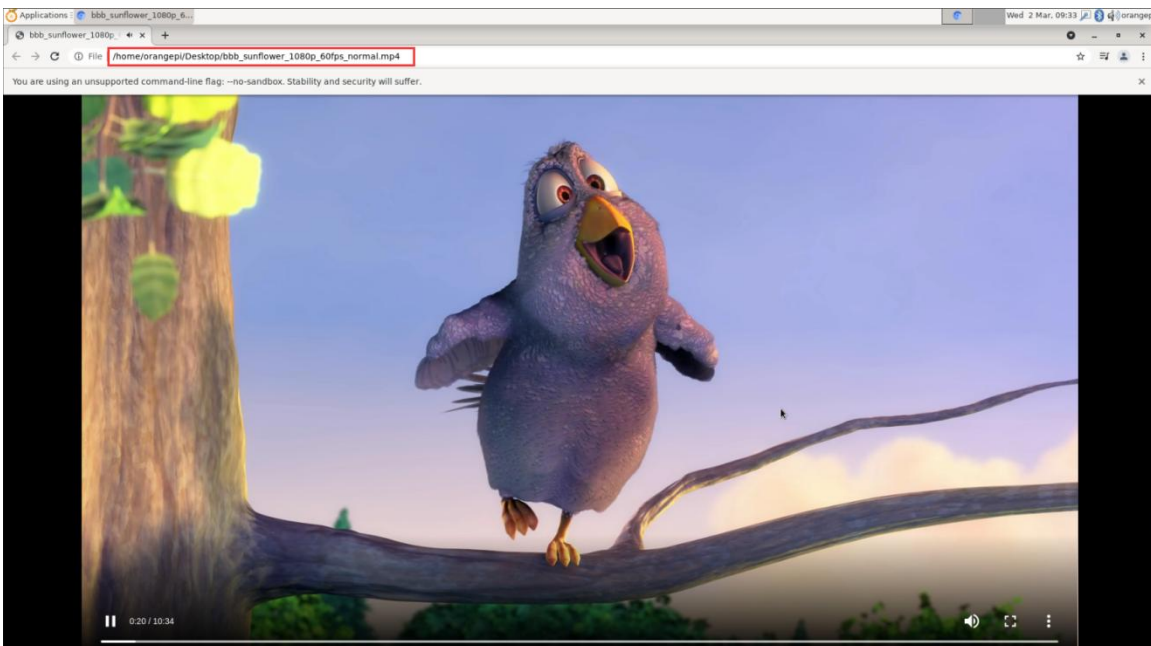 Applications : bbb_sunflower_1080p_6... Wed 2 Mar, 09:33 orangep
bbb_sunflower_1080p_
File /home/orangepi/Desktop/bbb_sunflower_1080p_60fps_normal.mp4
You are using an unsupported command-line flag: --no-sandbox. Stability and security will suffer.
0:20 / 10:34